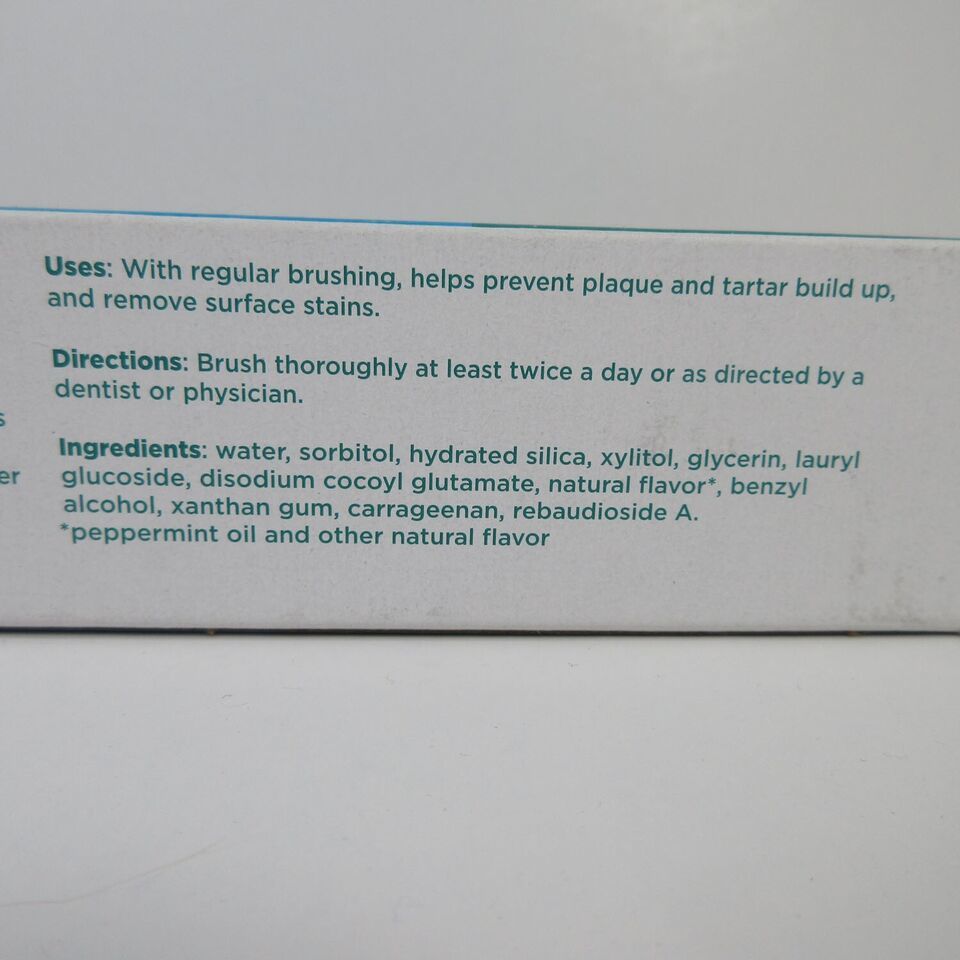 Uses: With regular brushing, helps prevent plaque and tartar build up,
and remove surface stains.
Directions: Brush thoroughly at least twice a day or as directed by a
dentist or physician.
s
Ingredients: water, sorbitol, hydrated silica, xylitol, glycerin, lauryl
er
glucoside, disodium cocoyl glutamate, natural flavor*, benzyl
alcohol, xanthan gum, carrageenan, rebaudioside A.
*peppermint oil and other natural flavor